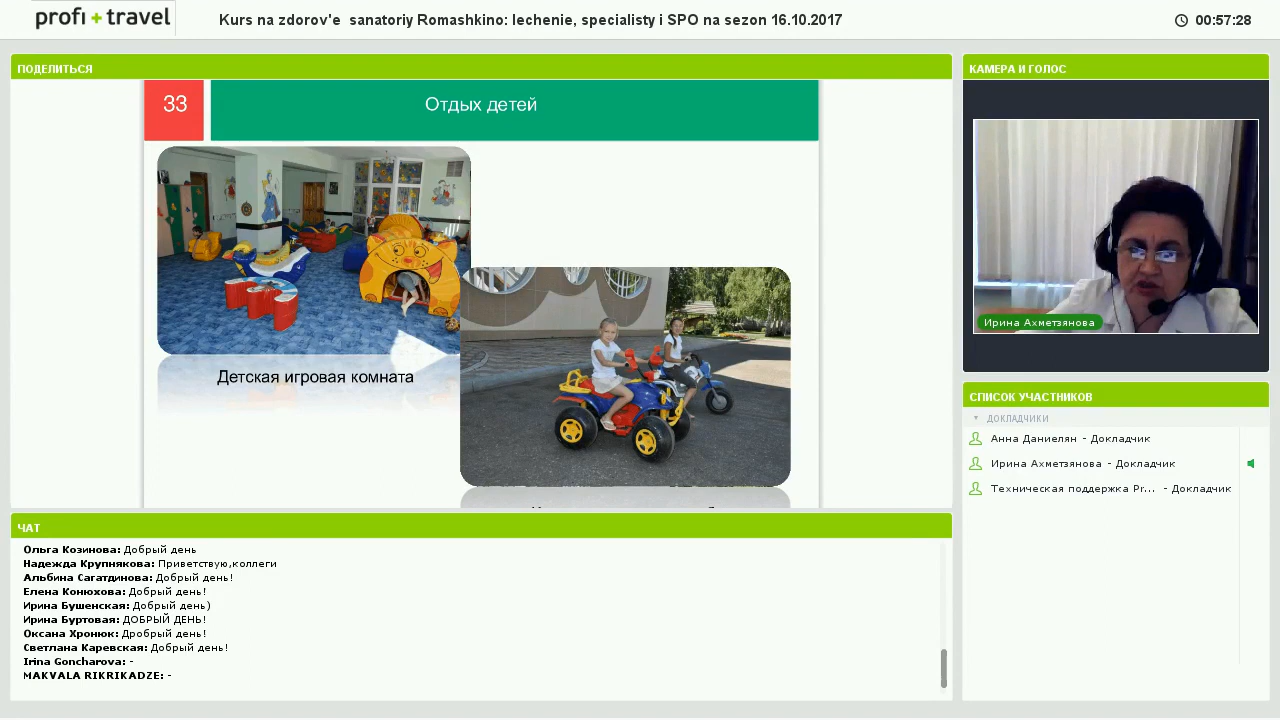 profi + travel
Kurs na zdorov'e sanatoriy Romashkino: lechenie, specialisty i SPO na sezon 16.10.2017
00:57:28
ПОДЕЛИТЬСЯ
33
Отдых детей
Детская игровая комната
КАМЕРА И ГОЛОС
Ирина Ахметзянова
СПИСОК УЧАСТНИКОВ
ДОКЛАДЧИКИ
Анна Даниелян - Докладчик
Ирина Ахметзянова - Докладчик
Техническая поддержка Pr... - Докладчик
ЧАТ
Ольга Козинова: Добрый день
Надежда Крупнякова: Приветствую,коллеги
Альбина Сагатдинова: Добрый день!
Елена Конюхова: Добрый день!
Ирина Бушенская: Добрый день)
Ирина Буртовая: ДОБРЫЙ ДЕНЬ!
Оксана Хронюк: Дробрый день!
Светлана Каревская: Добрый день!
Irina Goncharova: -
MAKVALA RIKRIKADZE: -